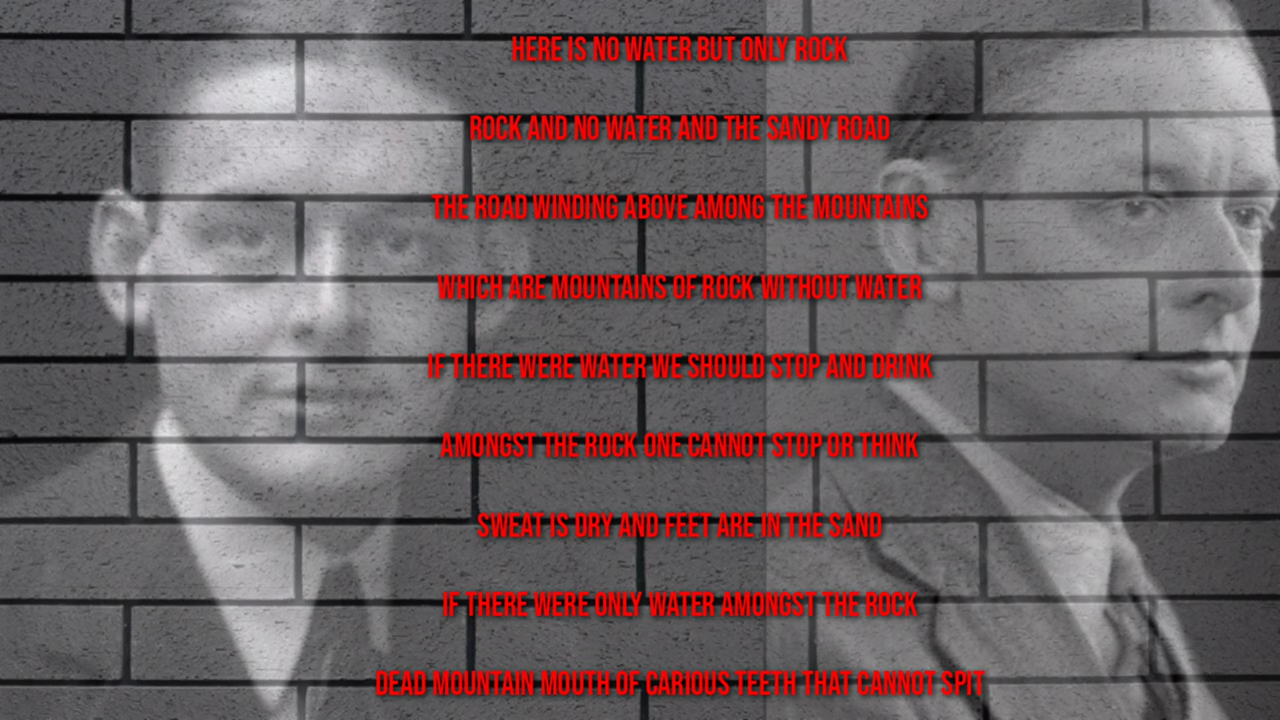 HERE IS NO WATER BUT ONLY ROCK
ROCK AND NO WATER AND THE SANDY ROAD
THE ROAD WINDING ABOVE AMONG THE MOUNTAINS
WHICH ARE MOUNTAINS OF ROCK WITHOUT WATER
IF THERE WERE WATER WE SHOULD STOP AND DRINK
AMONGST THE ROCK ONE CANNOT STOP OR THINK
SWEAT IS DRY AND FEET ARE IN THE SAND
IF THERE WERE ONLY WATER AMONGST THE ROCK
DEAD MOUNTAIN MOUTH OF CARIOUS TEETH THAT CANNOT SPIT